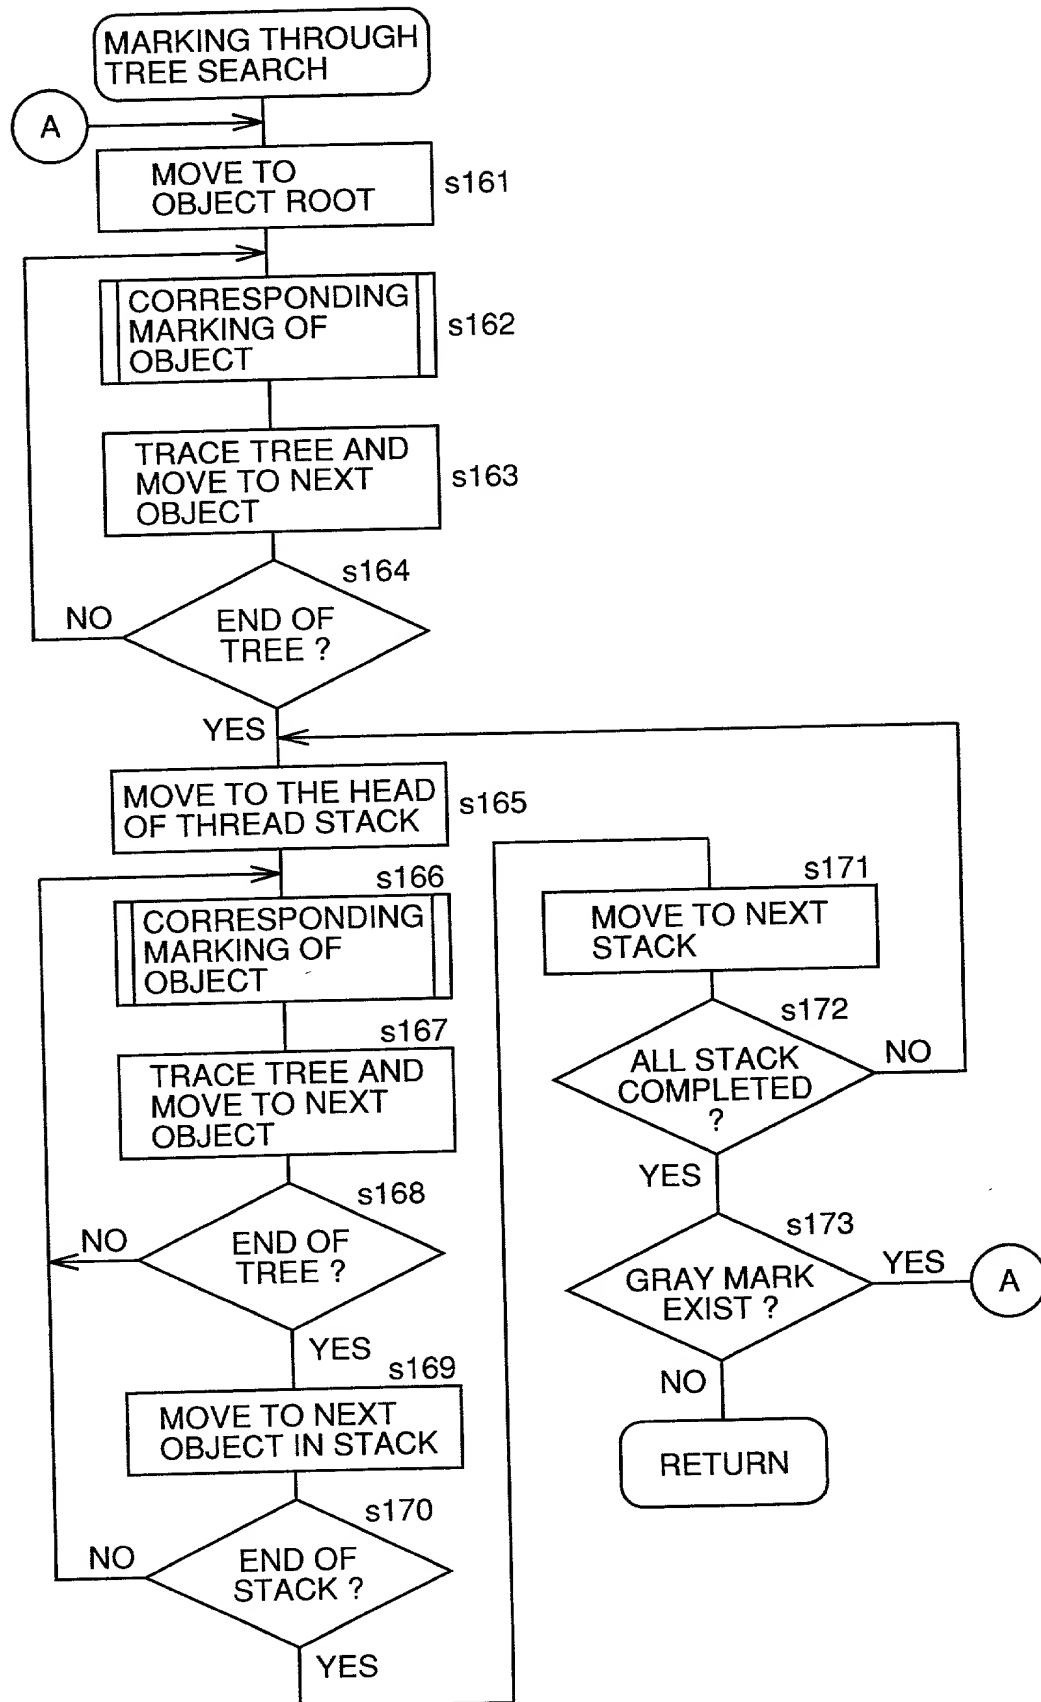 MARKING THROUGH
TREE SEARCH
A
MOVE TO
OBJECT ROOT
s161
CORRESPONDING
MARKING OF
OBJECT
s162
TRACE TREE AND
MOVE TO NEXT
OBJECT
s163
s164
NO
END OF
TREE ?
YES
MOVE TO THE HEAD
OF THREAD STACK
s165
s166
CORRESPONDING
MARKING OF
OBJECT
s167
TRACE TREE AND
MOVE TO NEXT
OBJECT
s168
NO
END OF
TREE ?
YES
s169
MOVE TO NEXT
OBJECT IN STACK
s170
NO
END OF
STACK ?
YES
s171
MOVE TO NEXT
STACK
s172
ALL STACK
COMPLETED
?
NO
YES
s173
GRAY MARK
EXIST ?
YES
A
NO
RETURN